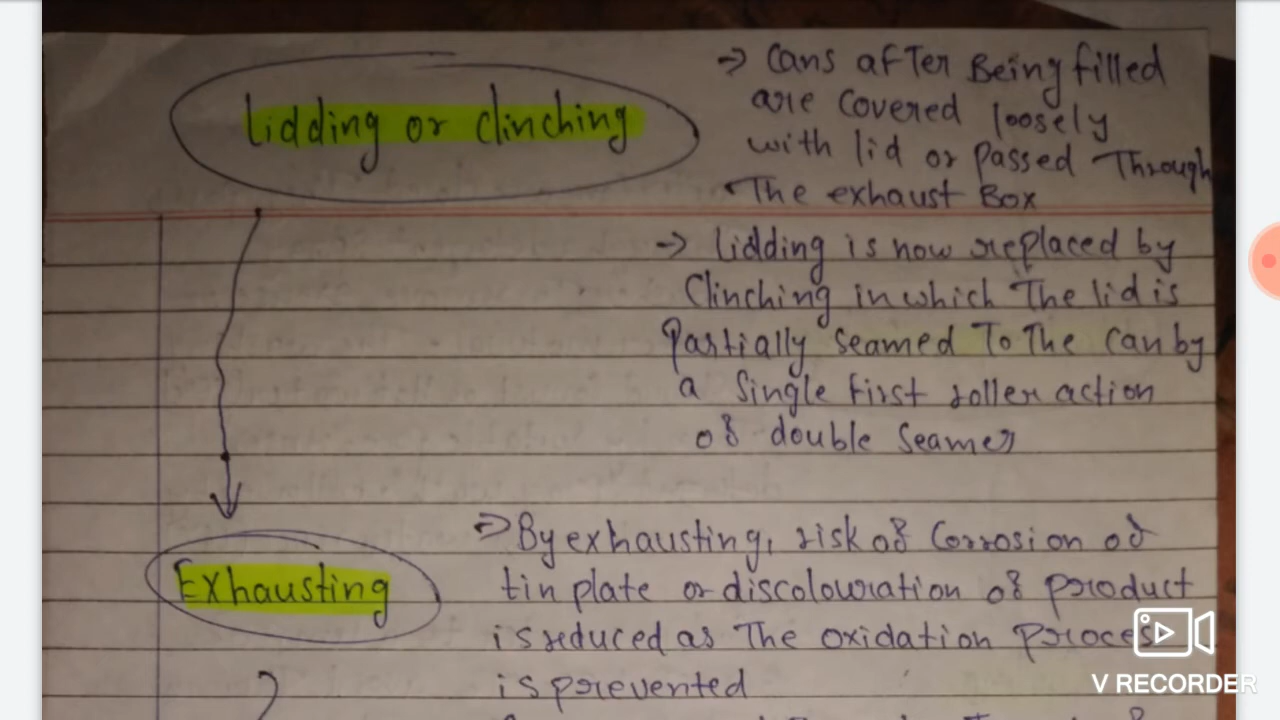 Lidding or Clinching
→ Cans after Being filled
are covered loosely
with lid or passed Through
The exhaust Box
→ Lidding is now replaced by
Clinching in which The lid is
Partially seamed To The can by
a single first roller action
of double seamer
⇒ By exhausting, risk of Corrosion of
tin plate or discolouration of product
is reduced as The oxidation
is prevented
Exhausting
V RECORDER